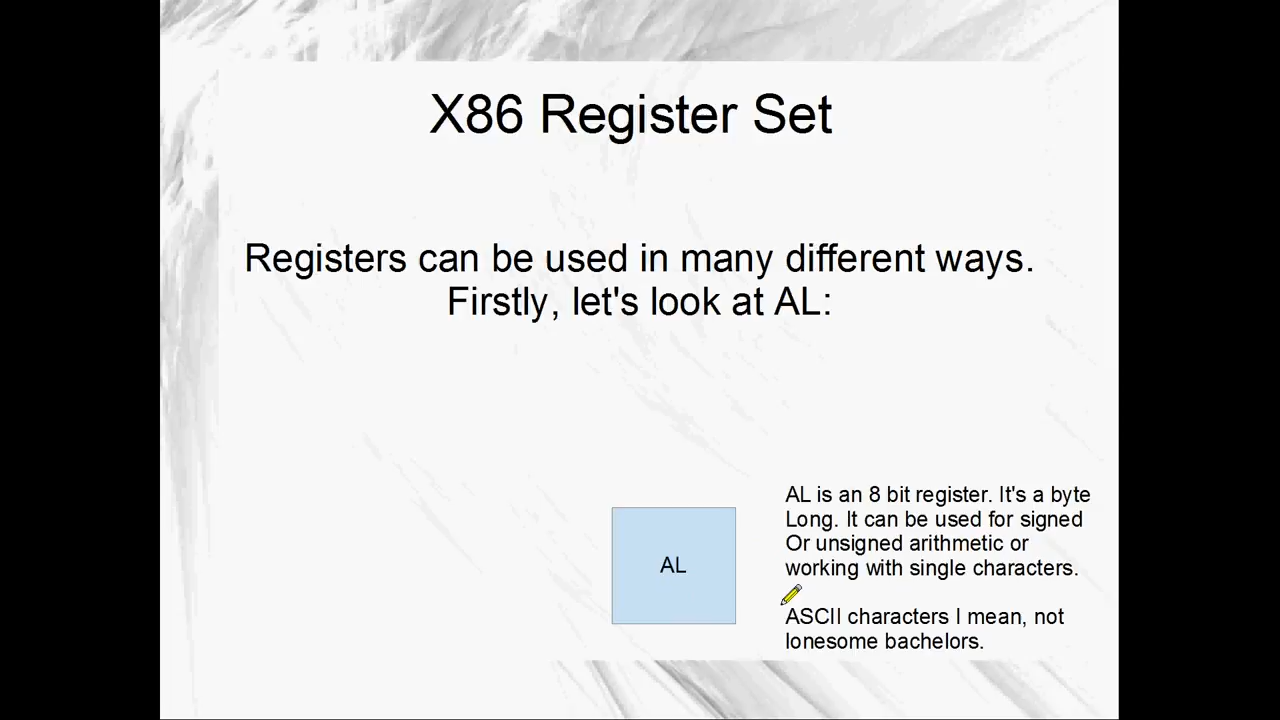 X86 Register Set
Registers can be used in many different ways.
Firstly, let's look at AL:
AL
AL is an 8 bit register. It's a byte
Long. It can be used for signed
Or unsigned arithmetic or
working with single characters.
ASCII characters I mean, not
lonesome bachelors.